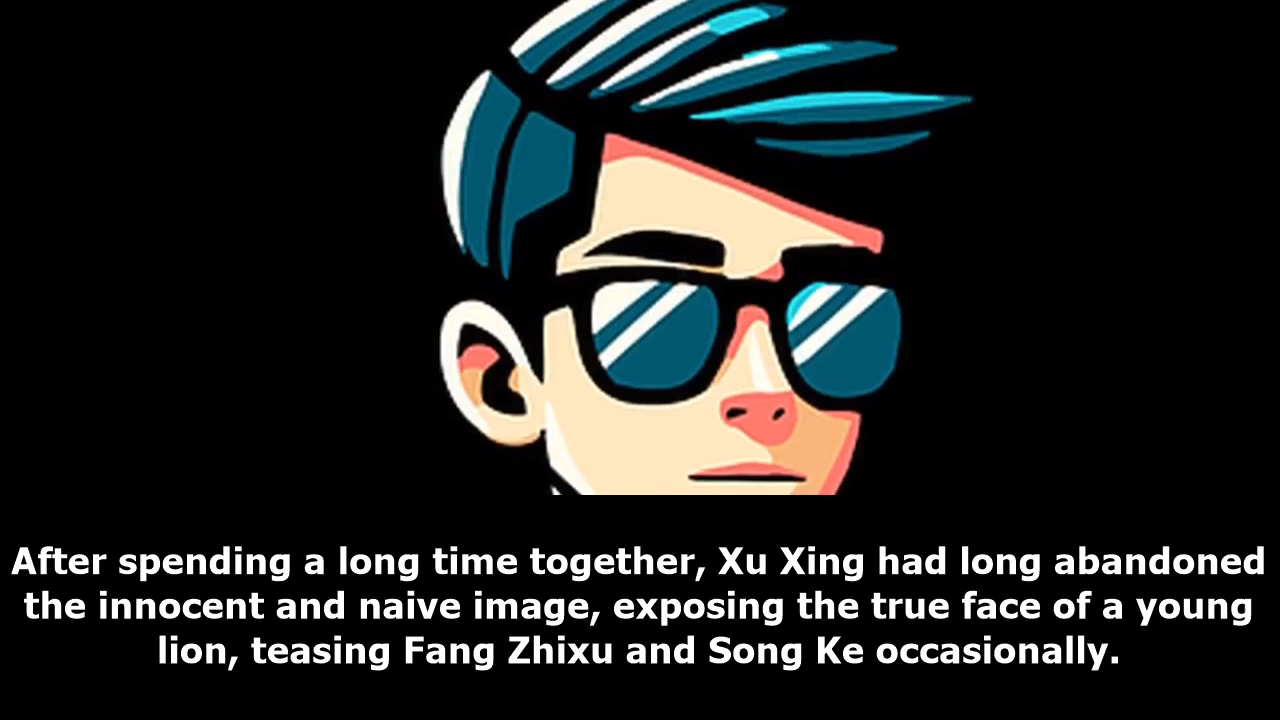 After spending a long time together, Xu Xing had long abandoned
the innocent and naive image, exposing the true face of a young
lion, teasing Fang Zhixu and Song Ke occasionally.